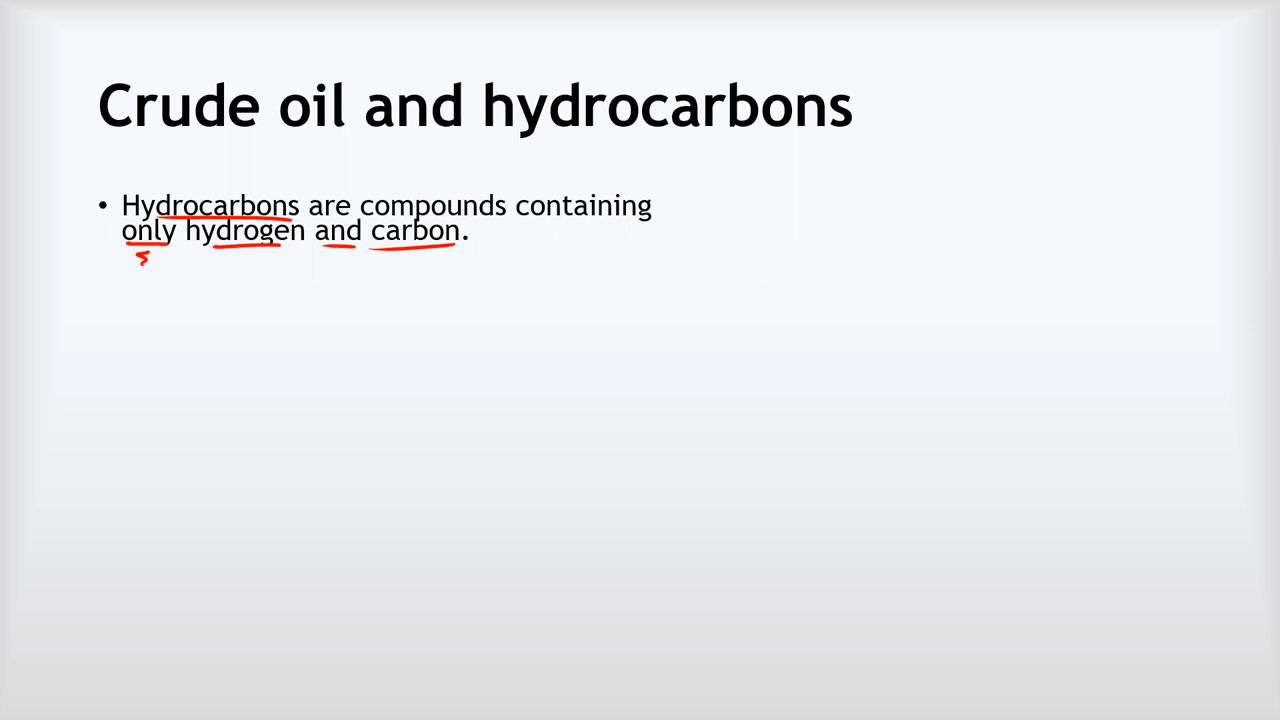 Crude oil and hydrocarbons
• Hydrocarbons are compounds containing
only hydrogen and carbon.